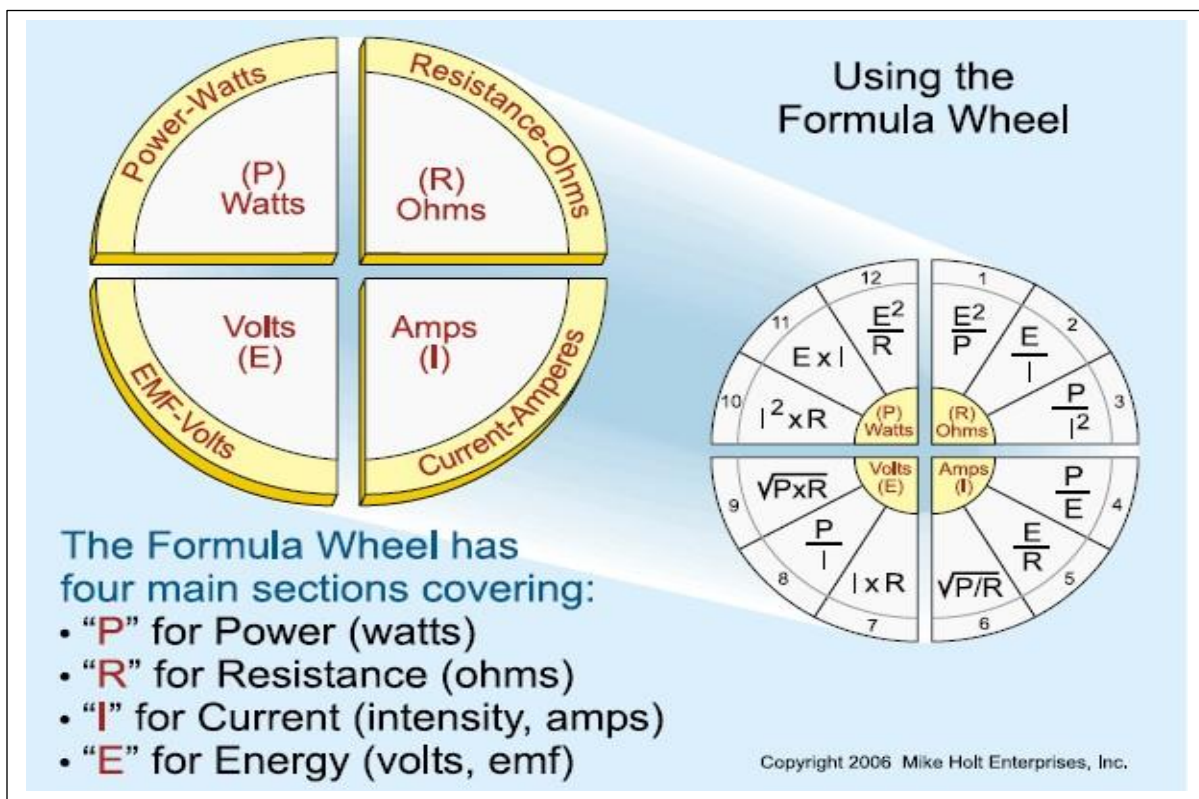 Using the
Formula Wheel
Power-Watts
Resistance-Ohms
(P)
Watts
(R)
Ohms
Volts
(E)
Amps
(I)
EMF-Volts
Current-Amperes
12
E²
R
1
E²
P
11
E x I
2
E
I
10
I² x R
3
P
I²
(P)
Watts
(R)
Ohms
Volts
(E)
Amps
(I)
9
√PxR
4
P
E
8
P
I
5
E
R
7
I x R
6
√P/R
The Formula Wheel has
four main sections covering:
• “P” for Power (watts)
• “R” for Resistance (ohms)
• “I” for Current (intensity, amps)
• “E” for Energy (volts, emf)
Copyright 2006 Mike Holt Enterprises, Inc.